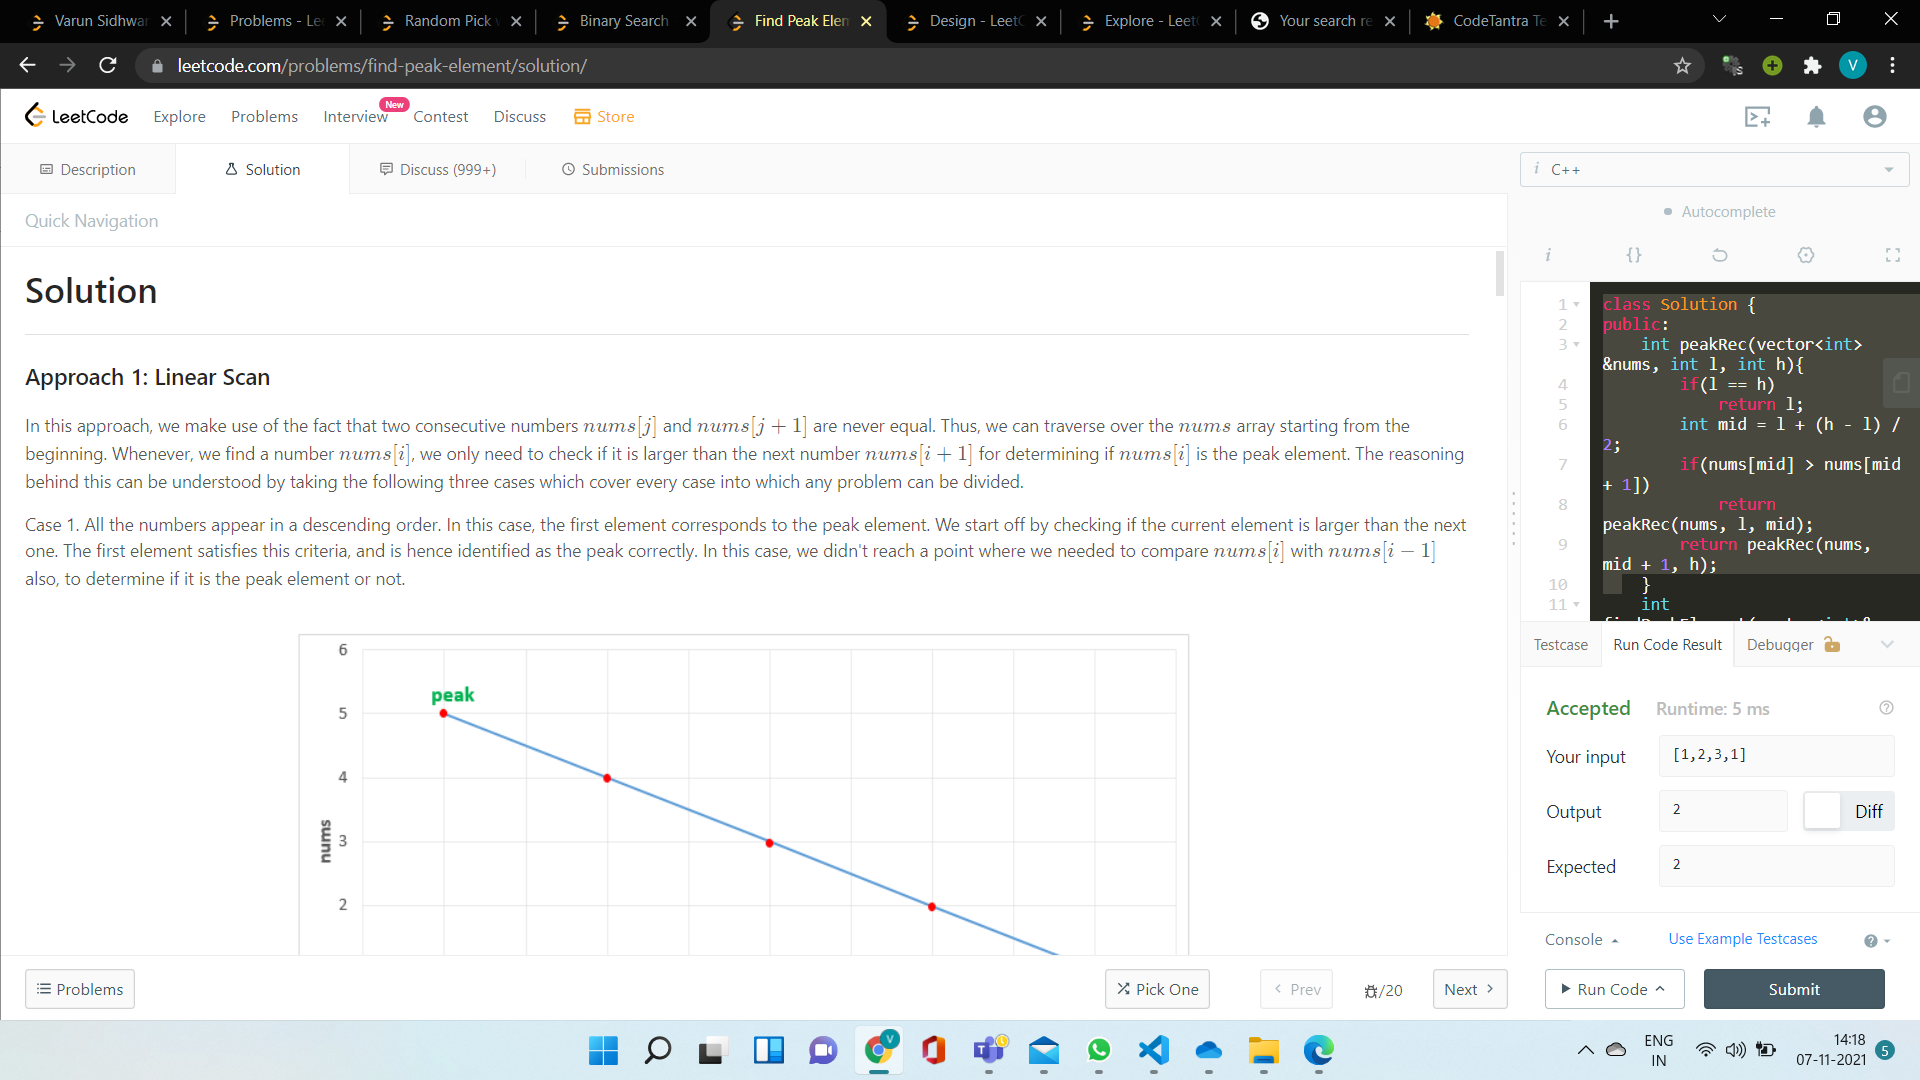 Varun Sidhwar
Problems - Lee
Random Pick w
Binary Search
Find Peak Elem
Design - LeetC
Explore - Leet
Your search re
CodeTantra Te
leetcode.com/problems/find-peak-element/solution/
V
LeetCode
Explore
Problems
Interview
New
Contest
Discuss
Store
Description
Solution
Discuss (999+)
Submissions
i C++
Quick Navigation
Autocomplete
i {}
Solution
Approach 1: Linear Scan
In this approach, we make use of the fact that two consecutive numbers nums[j] and nums[j + 1] are never equal. Thus, we can traverse over the nums array starting from the
beginning. Whenever, we find a number nums[i], we only need to check if it is larger than the next number nums[i + 1] for determining if nums[i] is the peak element. The reasoning
behind this can be understood by taking the following three cases which cover every case into which any problem can be divided.
Case 1. All the numbers appear in a descending order. In this case, the first element corresponds to the peak element. We start off by checking if the current element is larger than the next
one. The first element satisfies this criteria, and is hence identified as the peak correctly. In this case, we didn't reach a point where we needed to compare nums[i] with nums[i − 1]
also, to determine if it is the peak element or not.
6
peak
5
4
nums
3
2
1 class Solution {
2 public:
3 int peakRec(vector<int>
&nums, int l, int h){
4 if(l == h)
5 return l;
6 int mid = l + (h - l) /
2;
7 if(nums[mid] > nums[mid
+ 1])
8 return
peakRec(nums, l, mid);
9 return peakRec(nums,
mid + 1, h);
10 }
11 int
Testcase
Run Code Result
Debugger
Accepted
Runtime: 5 ms
Your input
[1,2,3,1]
Output
2
Diff
Expected
2
Console
Use Example Testcases
Problems
Pick One
Prev
/20
Next
Run Code
Submit
V
ENG
IN
14:18
07-11-2021
5